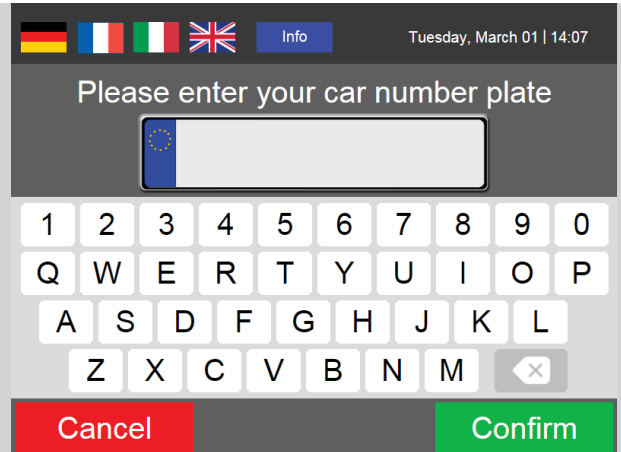 Info Tuesday, March 01 | 14:07
Please enter your car number plate
1 2 3 4 5 6 7 8 9 0
Q W E R T Y U I O P
A S D F G H J K L
Z X C V B N M
Cancel Confirm